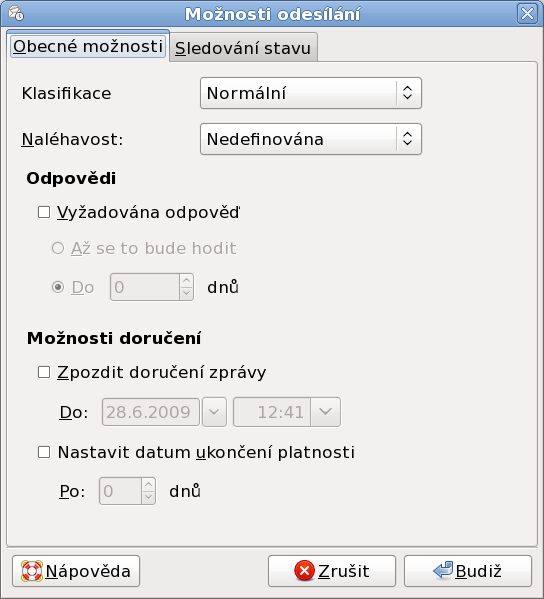 Možnosti odesílání
Obecné možnosti Sledování stavu
Klasifikace Normální
Naléhavost: Nedefinována
Odpovědi
Vyžadována odpověď
Až se to bude hodit
Do 0 dnů
Možnosti doručení
Zpozdit doručení zprávy
Do: 28.6.2009 12:41
Nastavit datum ukončení platnosti
Po: 0 dnů
Nápověda Zrušit Budiž